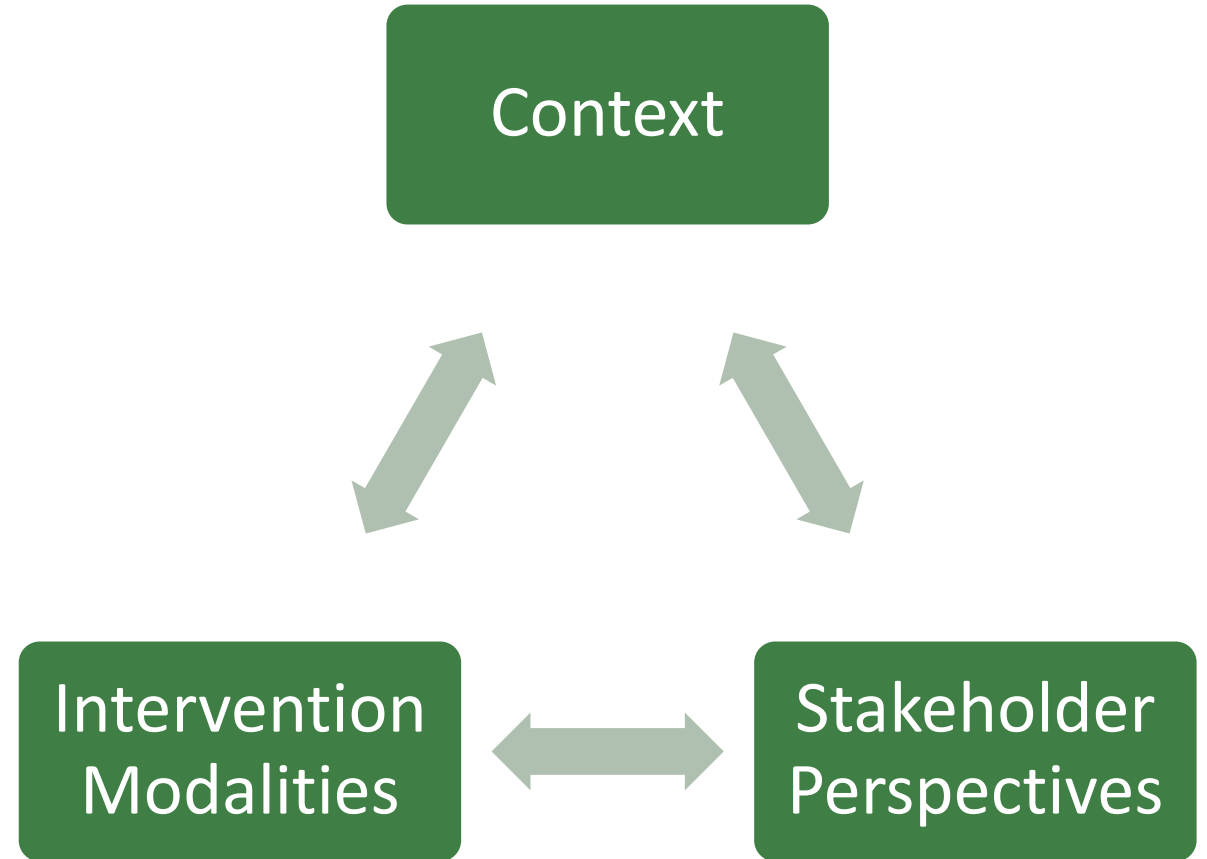 Context
Intervention
Modalities
Stakeholder
Perspectives